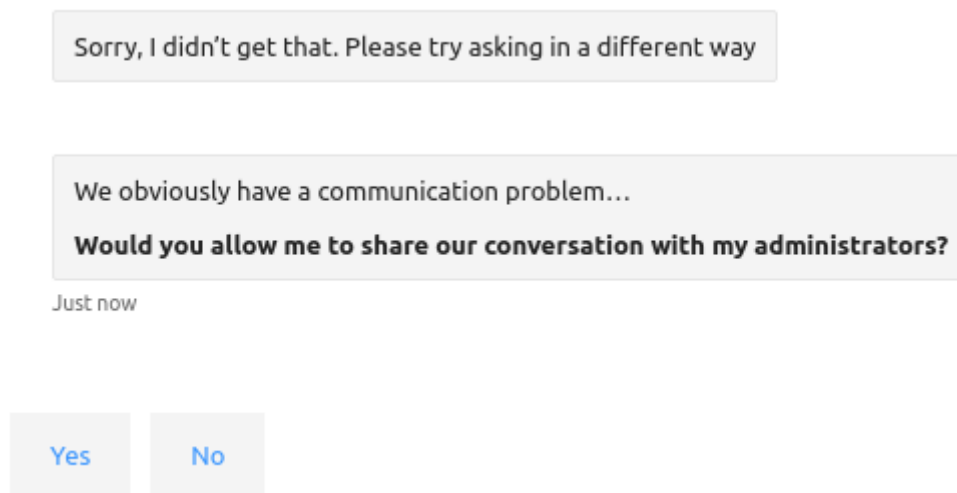 Sorry, I didn’t get that. Please try asking in a different way
We obviously have a communication problem…
Would you allow me to share our conversation with my administrators?
Just now
Yes No